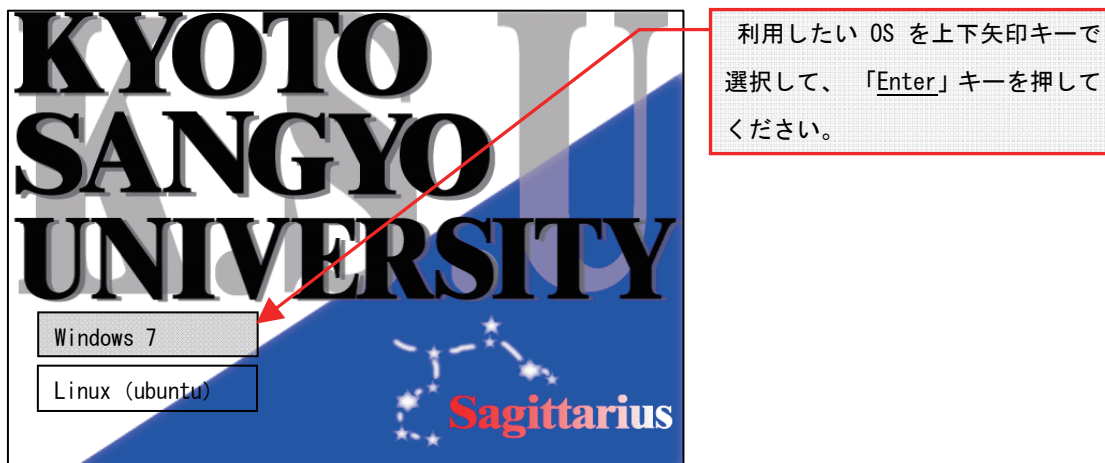 KYOTO
SANGYO
UNIVERSITY
K.S.U
Windows 7
Linux (ubuntu)
Sagittarius
利用したい OS を上下矢印キーで
選択して、 「Enter」キーを押して
ください。